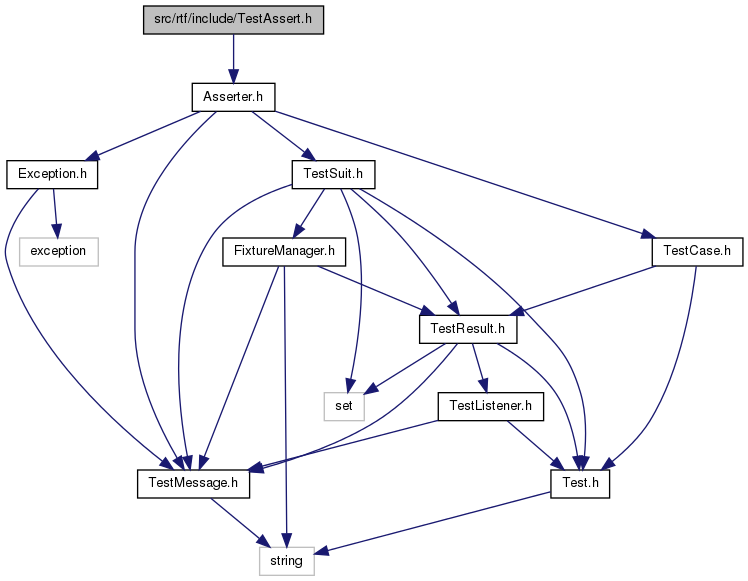 src/rtf/include/TestAssert.h
Asserter.h
Exception.h
TestSuit.h
exception
FixtureManager.h
TestCase.h
TestResult.h
set
TestListener.h
TestMessage.h
Test.h
string